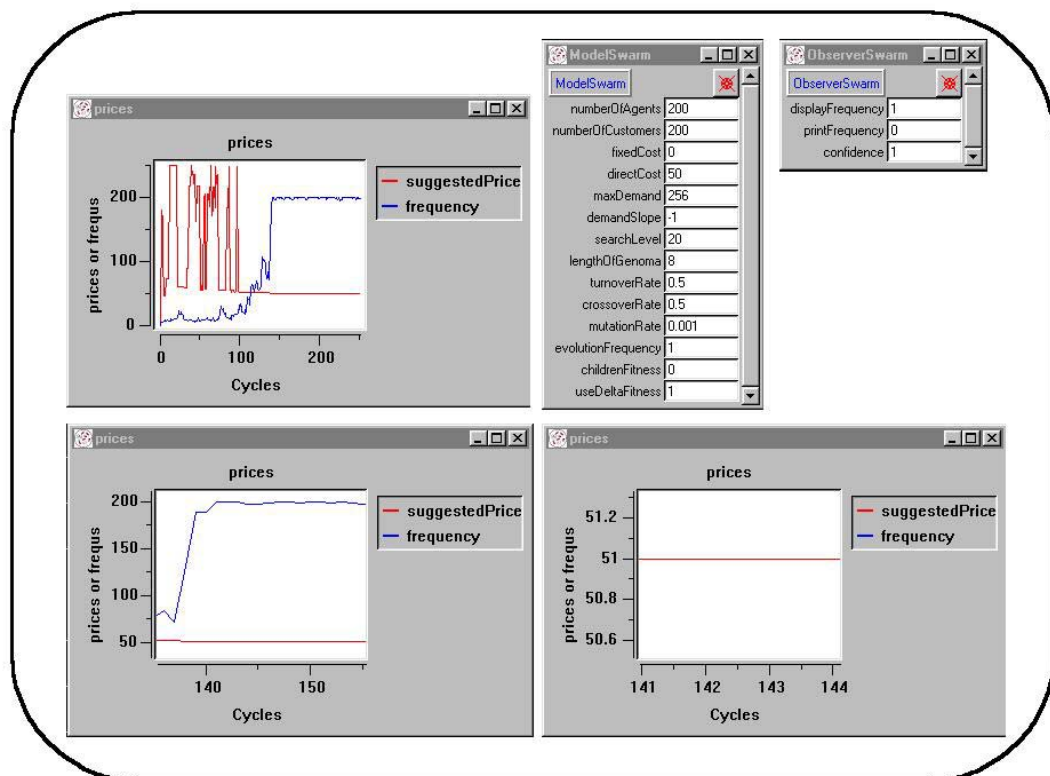 prices
prices
200
100
0
prices or frequs
0 100 200
Cycles
suggestedPrice
frequency
ModelSwarm
ModelSwarm
numberOfAgents 200
numberOfCustomers 200
fixedCost 0
directCost 50
maxDemand 256
demandSlope -1
searchLevel 20
lengthOfGenoma 8
turnoverRate 0.5
crossoverRate 0.5
mutationRate 0.001
evolutionFrequency 1
childrenFitness 0
useDeltaFitness 1
ObserverSwarm
ObserverSwarm
displayFrequency 1
printFrequency 0
confidence 1
prices
prices
200
150
100
50
prices or frequs
140 150
Cycles
suggestedPrice
frequency
prices
prices
51.2
51
50.8
50.6
prices or frequs
141 142 143 144
Cycles
suggestedPrice
frequency